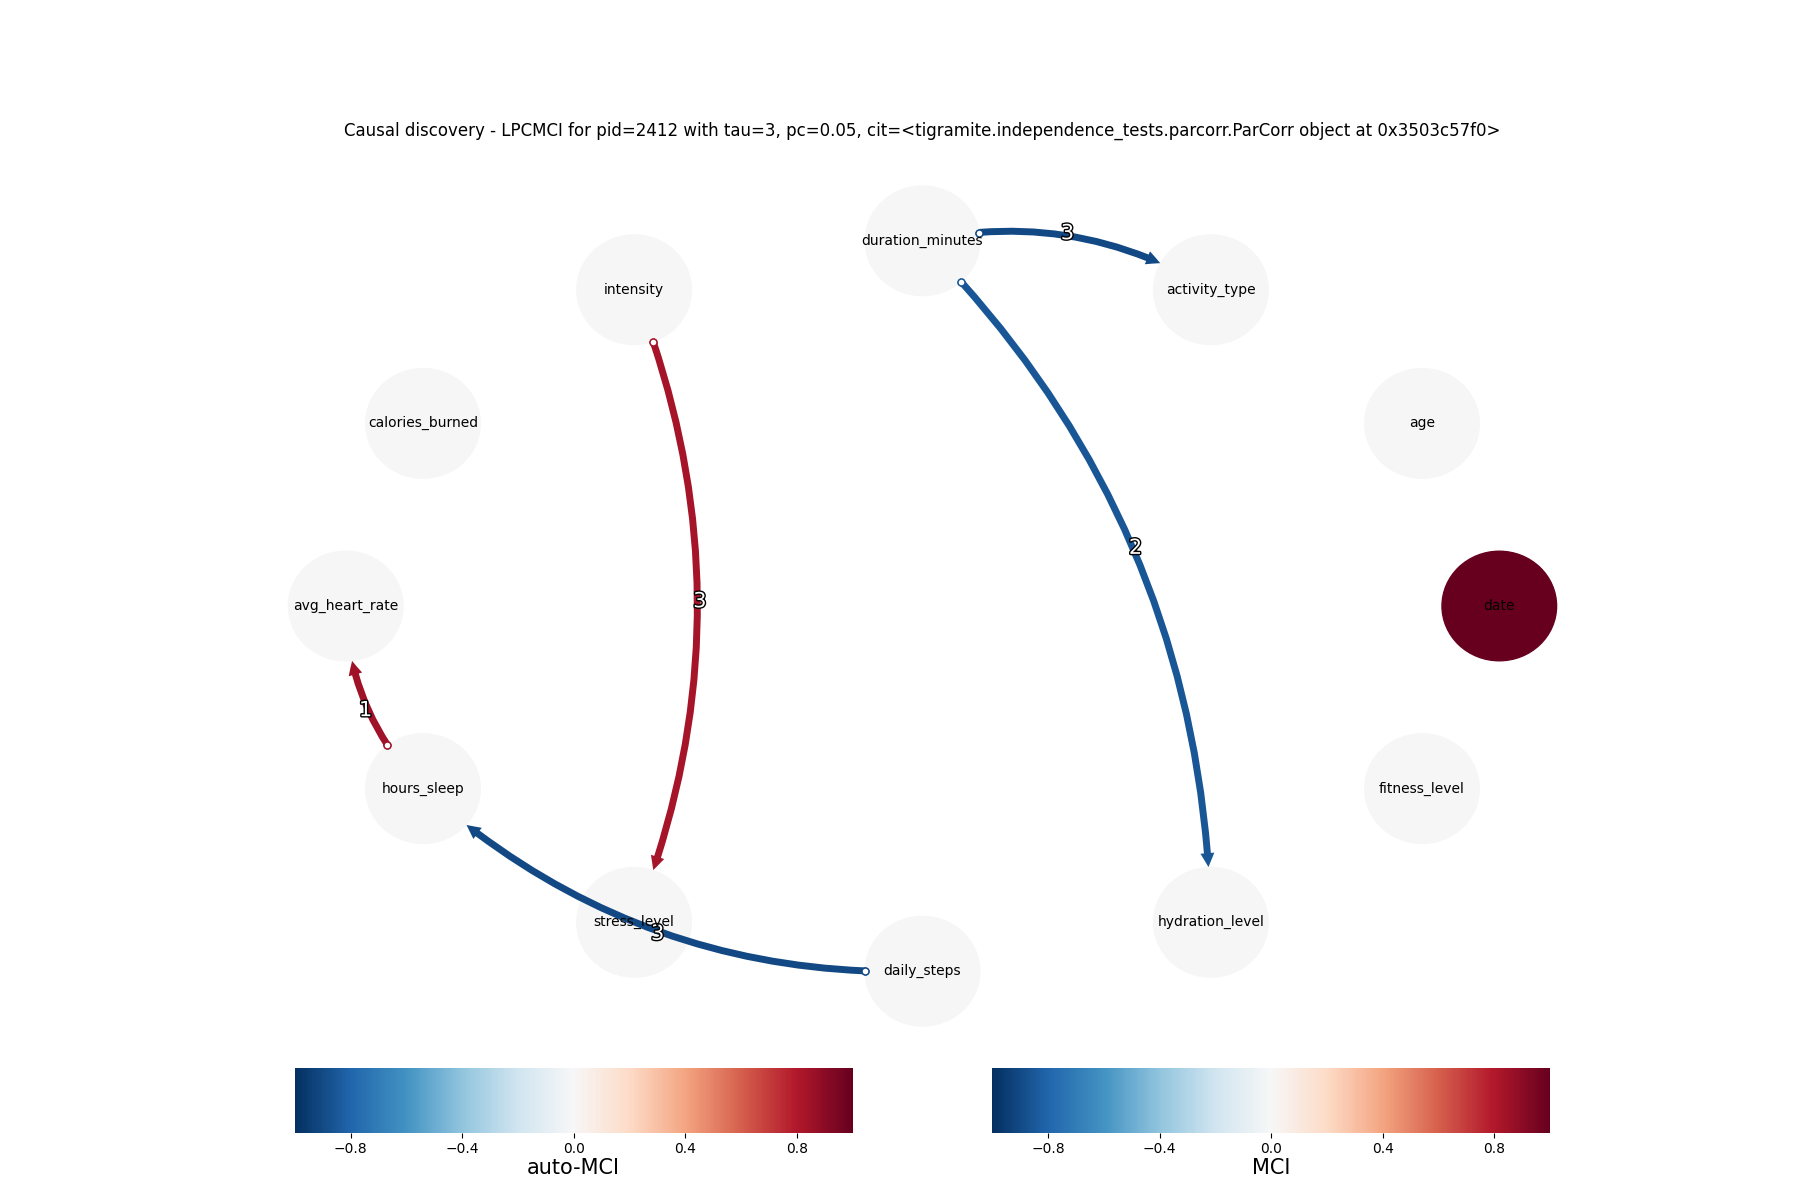 Causal discovery - LPCMCI for pid=2412 with tau=3, pc=0.05, cit=<tigramite.independence_tests.parcorr.ParCorr object at 0x3503c57f0>
duration_minutes
3
intensity
activity_type
calories_burned
age
2
3
avg_heart_rate
date
1
hours_sleep
fitness_level
stress_level
3
hydration_level
daily_steps
−0.8 −0.4 0.0 0.4 0.8
auto-MCI
−0.8 −0.4 0.0 0.4 0.8
MCI